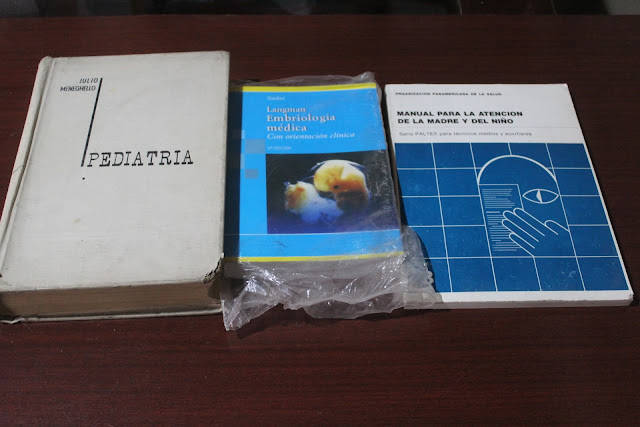 JULIO
MENEGHELLO
PEDIATRIA
Sadler
Langman
Embriología
médica
Con orientación clínica
ORGANIZACION PANAMERICANA DE LA SALUD
MANUAL PARA LA ATENCION
DE LA MADRE Y DEL NIÑO
Serie PALTEX para técnicos medios y auxiliares